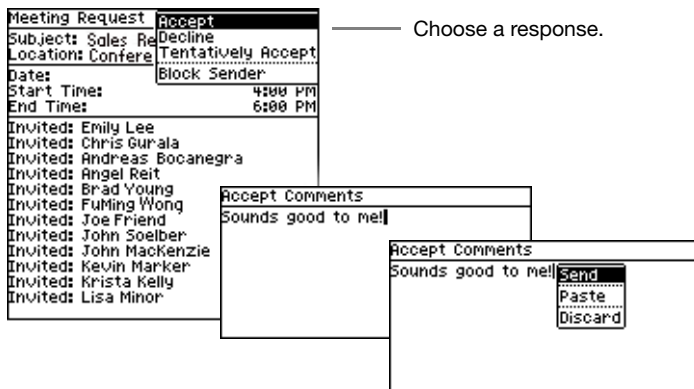 Meeting Request
Accept
Decline
Tentatively Accept
Block Sender
Choose a response.
Subject: Sales Re
Location: Confere
Date:
Start Time: 4:00 PM
End Time: 6:00 PM
Invited: Emily Lee
Invited: Chris Gurala
Invited: Andreas Bocanegra
Invited: Angel Reit
Invited: Brad Young
Invited: FuMing Wong
Invited: Joe Friend
Invited: John Soelber
Invited: John MacKenzie
Invited: Kevin Marker
Invited: Krista Kelly
Invited: Lisa Minor
Accept Comments
Sounds good to me!
Accept Comments
Sounds good to me!
Send
Paste
Discard